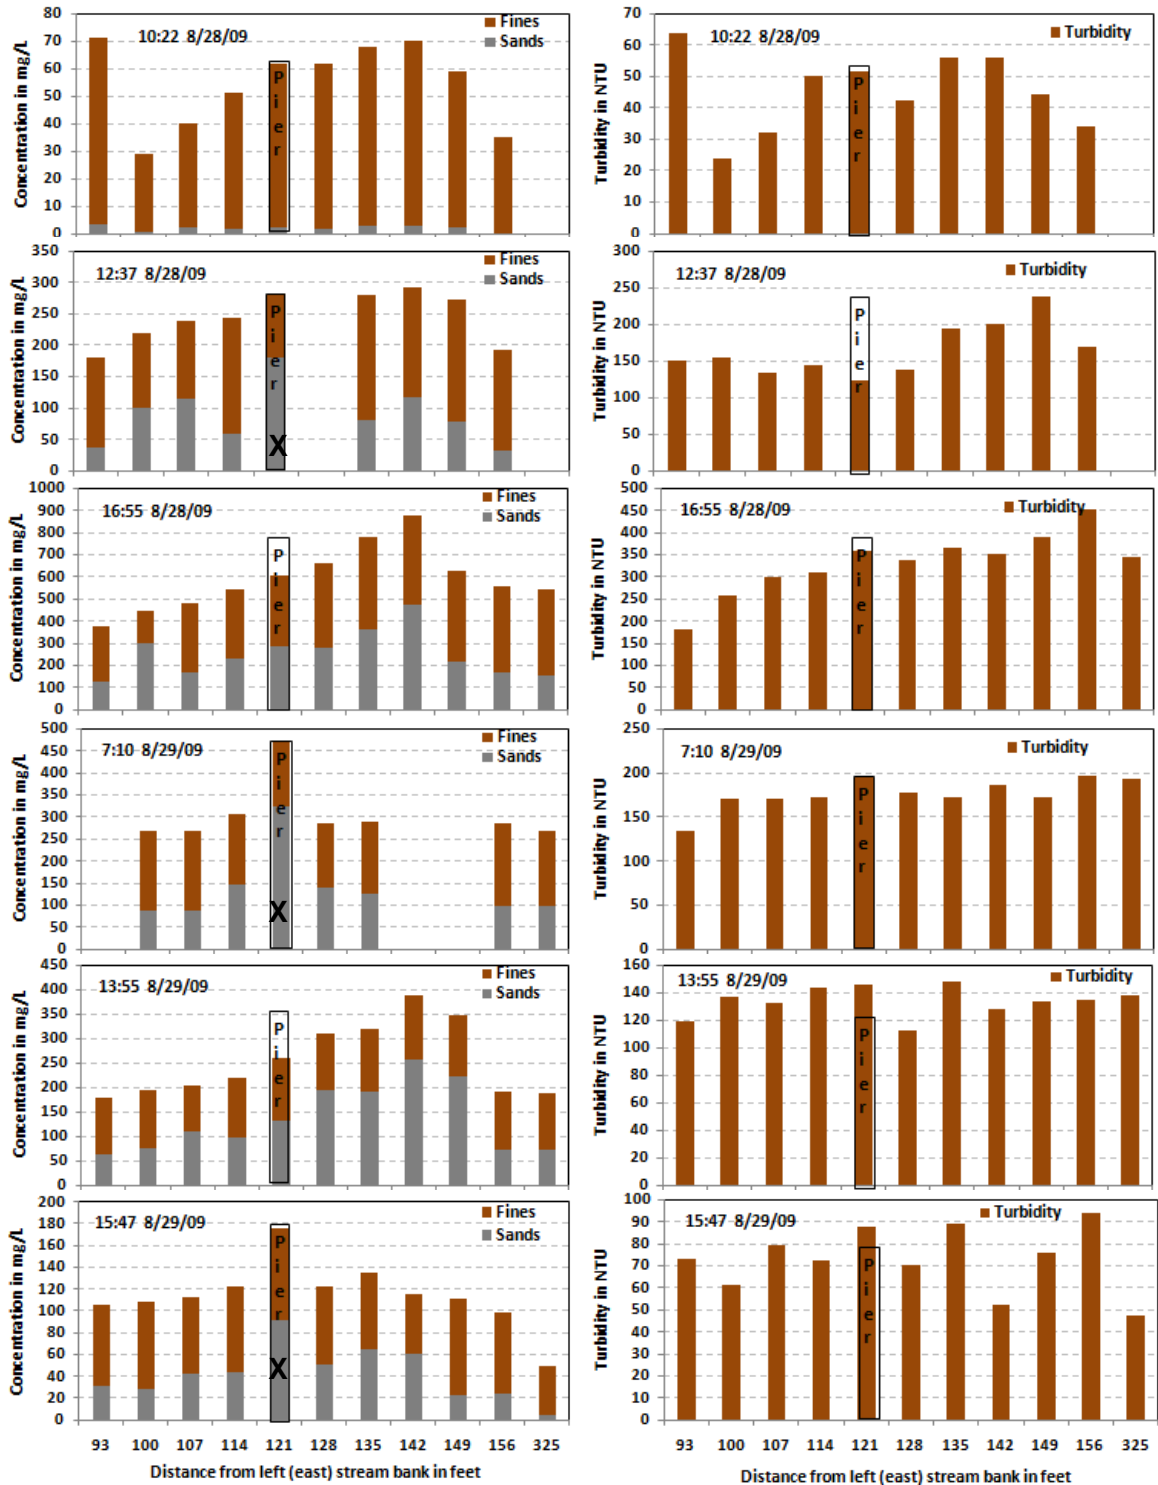 Concentration in mg/L
80
70
60
50
40
30
20
10
0
10:22 8/28/09
Fines
Sands
Pier
Turbidity in NTU
70
60
50
40
30
20
10
0
10:22 8/28/09
Turbidity
Pier
Concentration in mg/L
350
300
250
200
150
100
50
0
12:37 8/28/09
Fines
Sands
Pier
X
Turbidity in NTU
300
250
200
150
100
50
0
12:37 8/28/09
Turbidity
Pier
Concentration in mg/L
1000
900
800
700
600
500
400
300
200
100
0
16:55 8/28/09
Fines
Sands
Pier
Turbidity in NTU
500
450
400
350
300
250
200
150
100
50
0
16:55 8/28/09
Turbidity
Pier
Concentration in mg/L
500
450
400
350
300
250
200
150
100
50
0
7:10 8/29/09
Fines
Sands
Pier
X
Turbidity in NTU
250
200
150
100
50
0
7:10 8/29/09
Turbidity
Pier
Concentration in mg/L
450
400
350
300
250
200
150
100
50
0
13:55 8/29/09
Fines
Sands
Pier
Turbidity in NTU
160
140
120
100
80
60
40
20
0
13:55 8/29/09
Turbidity
Pier
Concentration in mg/L
200
180
160
140
120
100
80
60
40
20
0
15:47 8/29/09
Fines
Sands
Pier
X
93 100 107 114 121 128 135 142 149 156 325
Distance from left (east) stream bank in feet
Turbidity in NTU
100
90
80
70
60
50
40
30
20
10
0
15:47 8/29/09
Turbidity
Pier
93 100 107 114 121 128 135 142 149 156 325
Distance from left (east) stream bank in feet